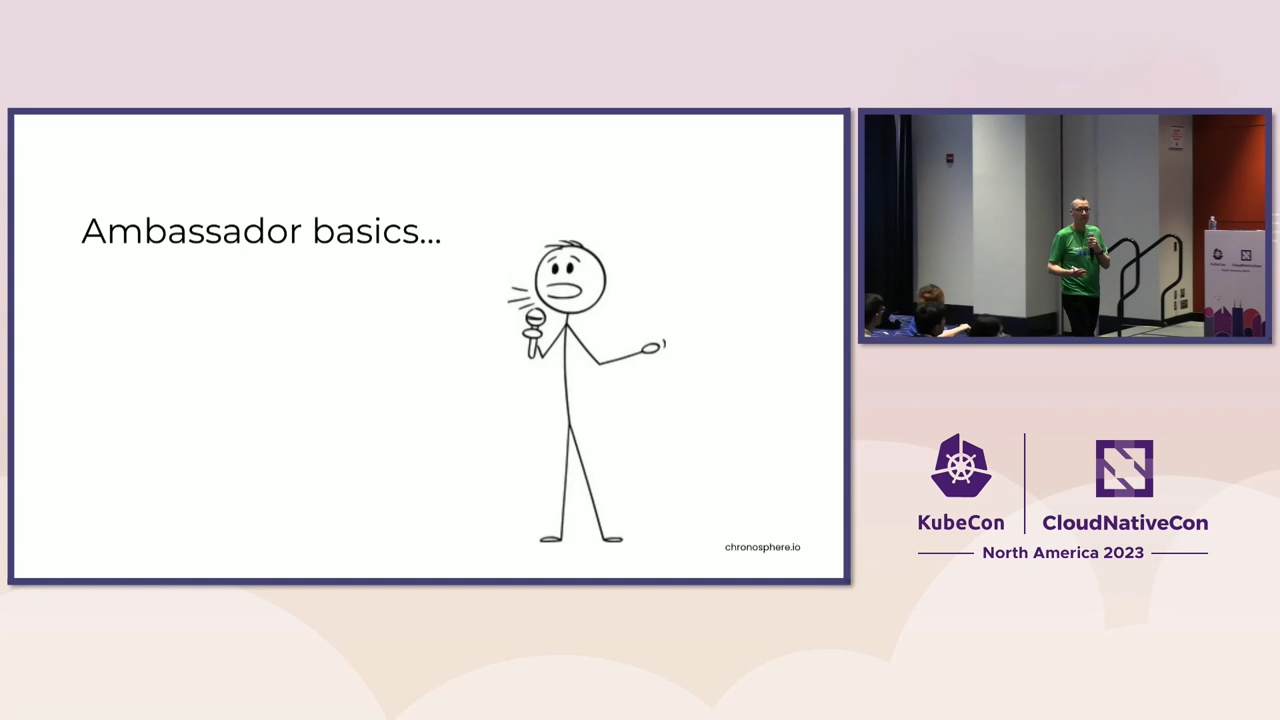 Ambassador basics...
chronosphere.io
KubeCon
CloudNativeCon
North America 2023